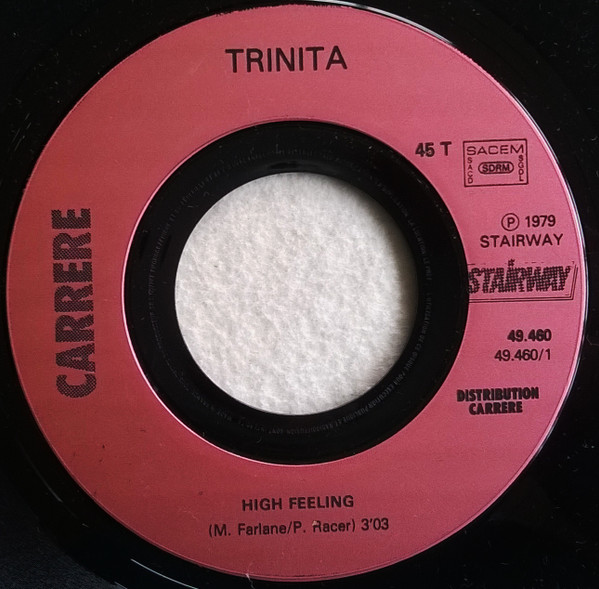 TRINITA
45 T
SACEM
SACD
SDRM
SGDL
CARRERE
Ⓟ 1979
STAIRWAY
STAIRWAY
49.460
49.460/1
DISTRIBUTION
CARRERE
HIGH FEELING
(M. Farlane/P. Racer) 3'03